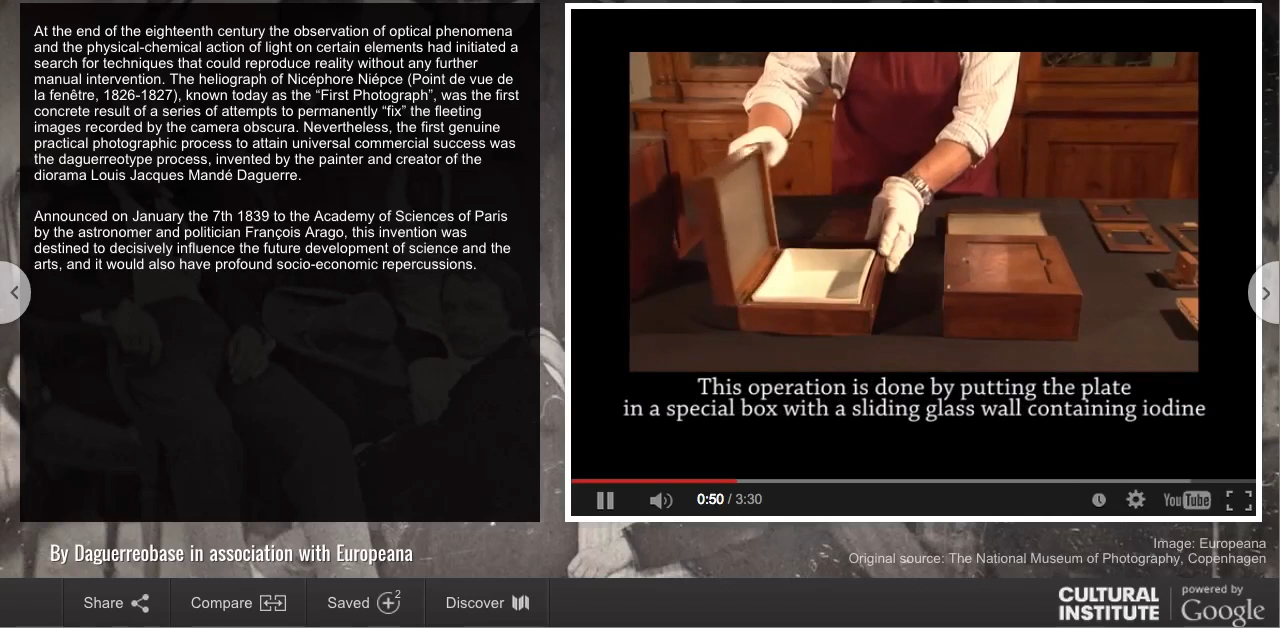 At the end of the eighteenth century the observation of optical phenomena
and the physical-chemical action of light on certain elements had initiated a
search for techniques that could reproduce reality without any further
manual intervention. The heliograph of Nicéphore Niépce (Point de vue de
la fenêtre, 1826-1827), known today as the “First Photograph”, was the first
concrete result of a series of attempts to permanently “fix” the fleeting
images recorded by the camera obscura. Nevertheless, the first genuine
practical photographic process to attain universal commercial success was
the daguerreotype process, invented by the painter and creator of the
diorama Louis Jacques Mandé Daguerre.
Announced on January the 7th 1839 to the Academy of Sciences of Paris
by the astronomer and politician François Arago, this invention was
destined to decisively influence the future development of science and the
arts, and it would also have profound socio-economic repercussions.
This operation is done by putting the plate
in a special box with a sliding glass wall containing iodine
0:50 / 3:30
YouTube
By Daguerreobase in association with Europeana
Image: Europeana
Original source: The National Museum of Photography, Copenhagen
Share
Compare
Saved 2
Discover
CULTURAL
INSTITUTE
powered by
Google